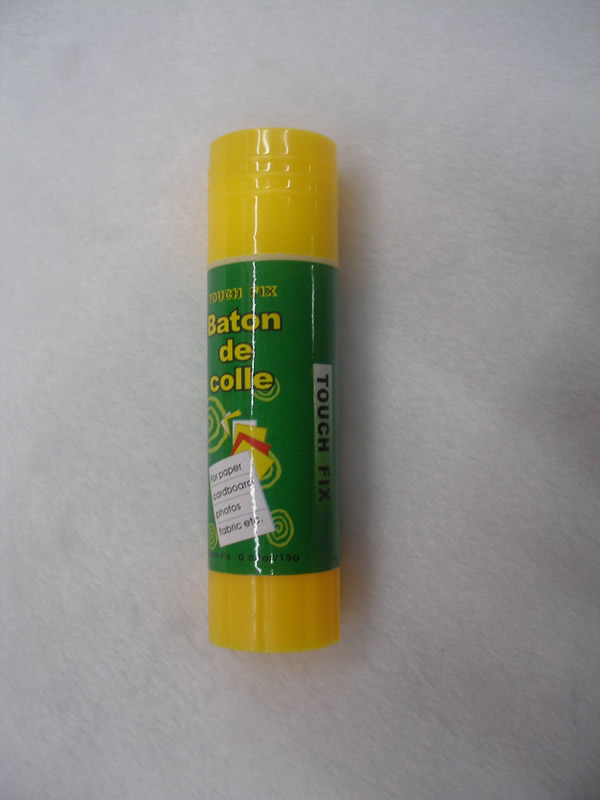 TOUCH FIX
Baton
de
colle
TOUCH FIX
For paper
cardboard
photos
fabric etc.